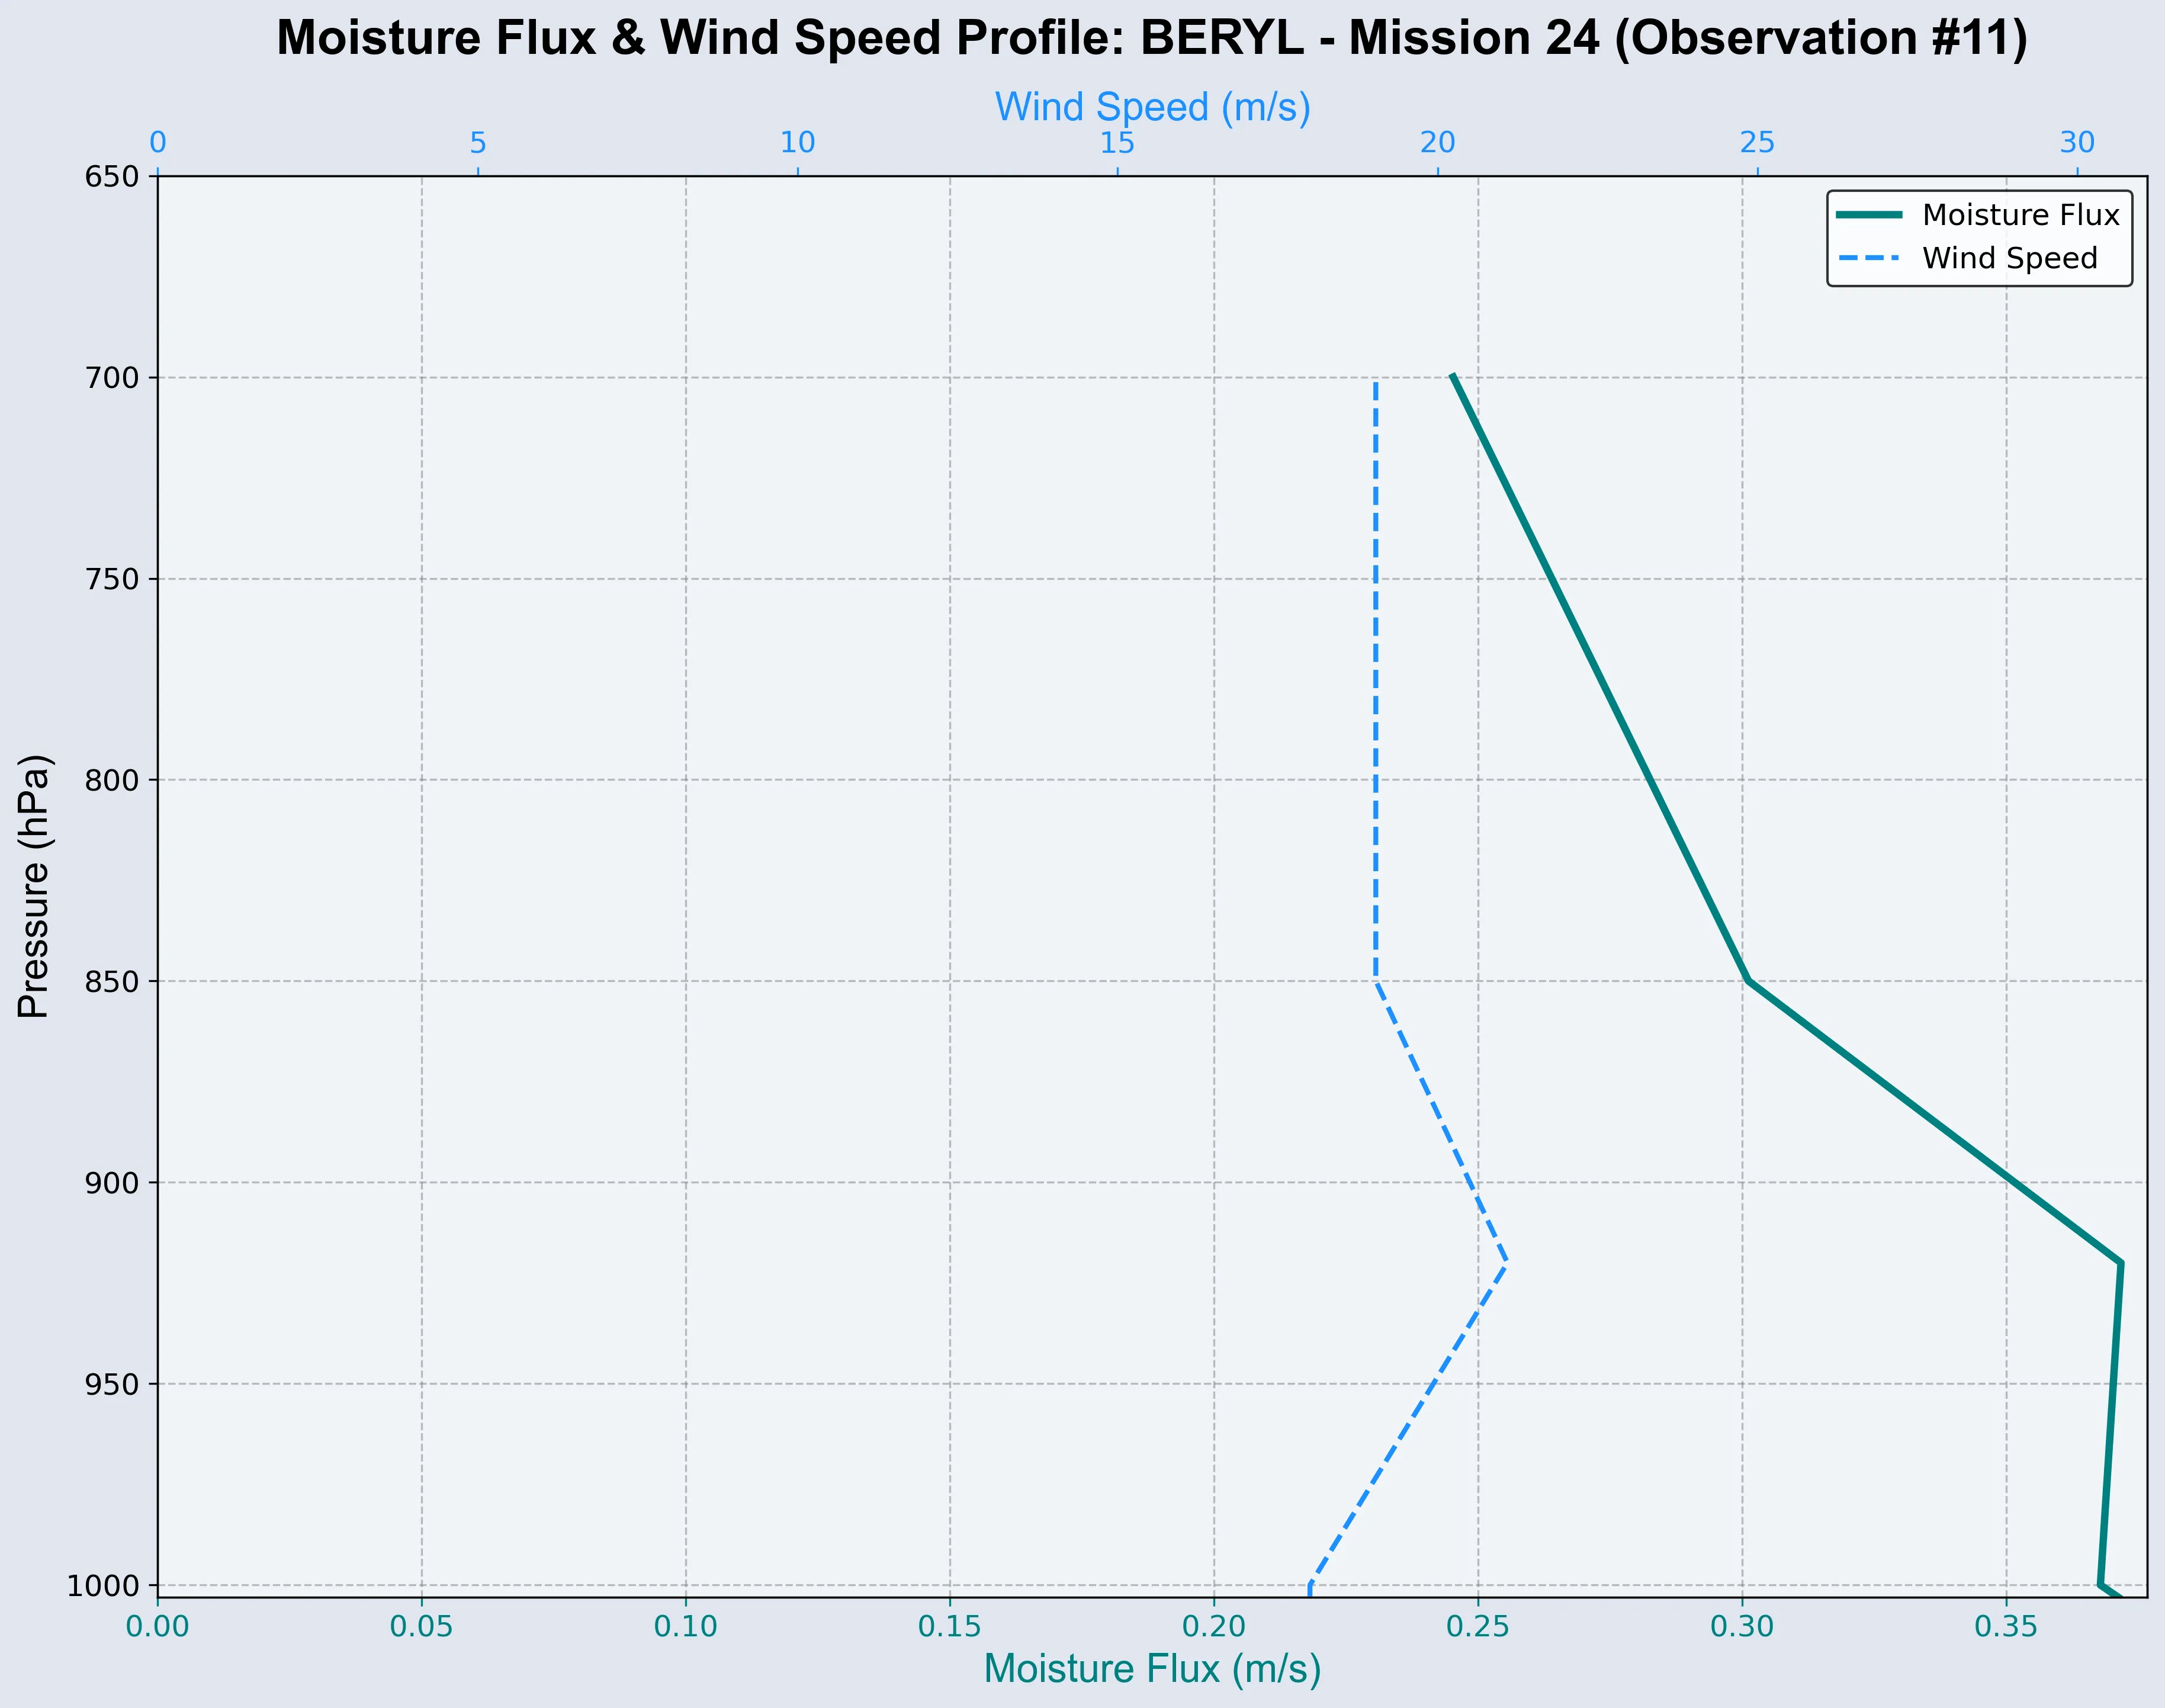 Moisture Flux & Wind Speed Profile: BERYL - Mission 24 (Observation #11)
Wind Speed (m/s)
0 5 10 15 20 25 30
Moisture Flux
Wind Speed
Pressure (hPa)
650
700
750
800
850
900
950
1000
0.00 0.05 0.10 0.15 0.20 0.25 0.30 0.35
Moisture Flux (m/s)